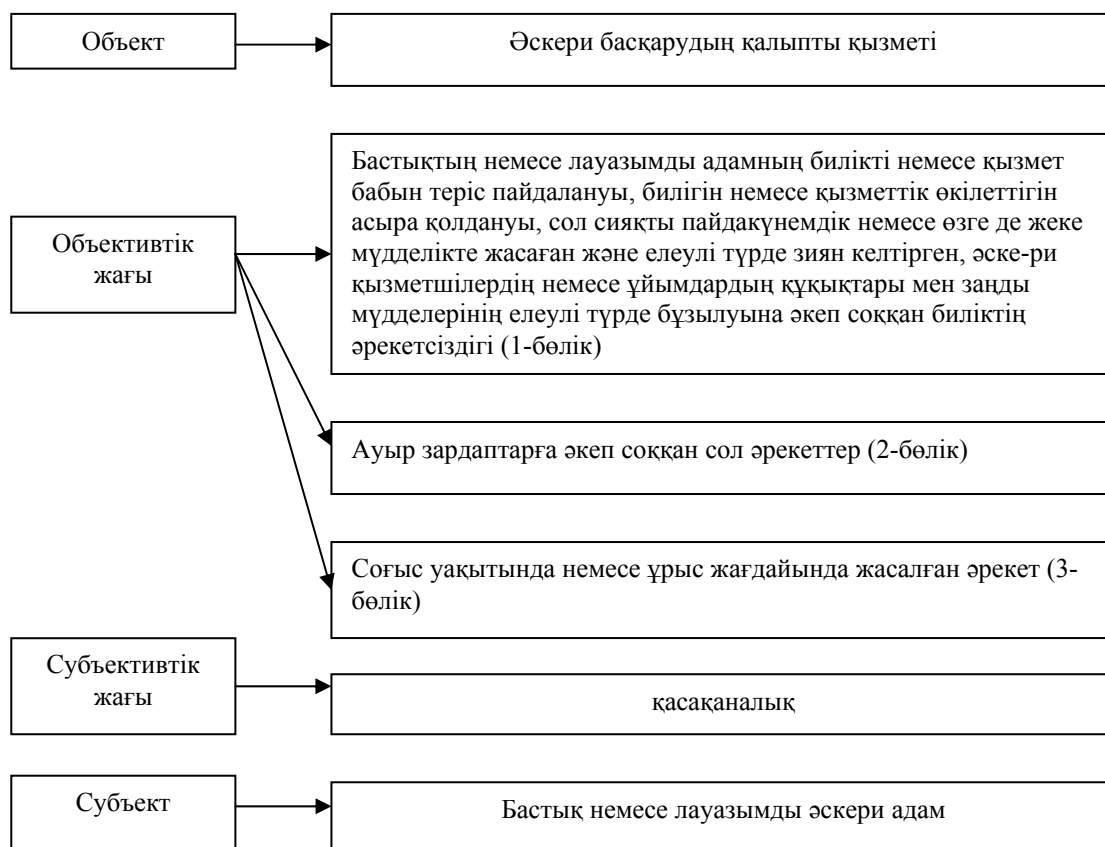 Объект
Әскери басқарудың қалыпты қызметі
Объективтік
жағы
Бастықтың немесе лауазымды адамның билікті немесе қызмет
бабын теріс пайдалануы, билігін немесе қызметтік өкілеттігін
асыра қолдануы, сол сияқты пайдакүнемдік немесе өзге де жеке
мүдделікте жасаған және елеулі түрде зиян келтірген, әске-ри
қызметшілердің немесе ұйымдардың құқықтары мен заңды
мүдделерінің елеулі түрде бұзылуына әкеп соққан биліктің
әрекетсіздігі (1-бөлік)
Ауыр зардаптарға әкеп соққан сол әрекеттер (2-бөлік)
Соғыс уақытында немесе ұрыс жағдайында жасалған әрекет (3-
бөлік)
Субъективтік
жағы
қасақаналық
Субъект
Бастық немесе лауазымды әскери адам